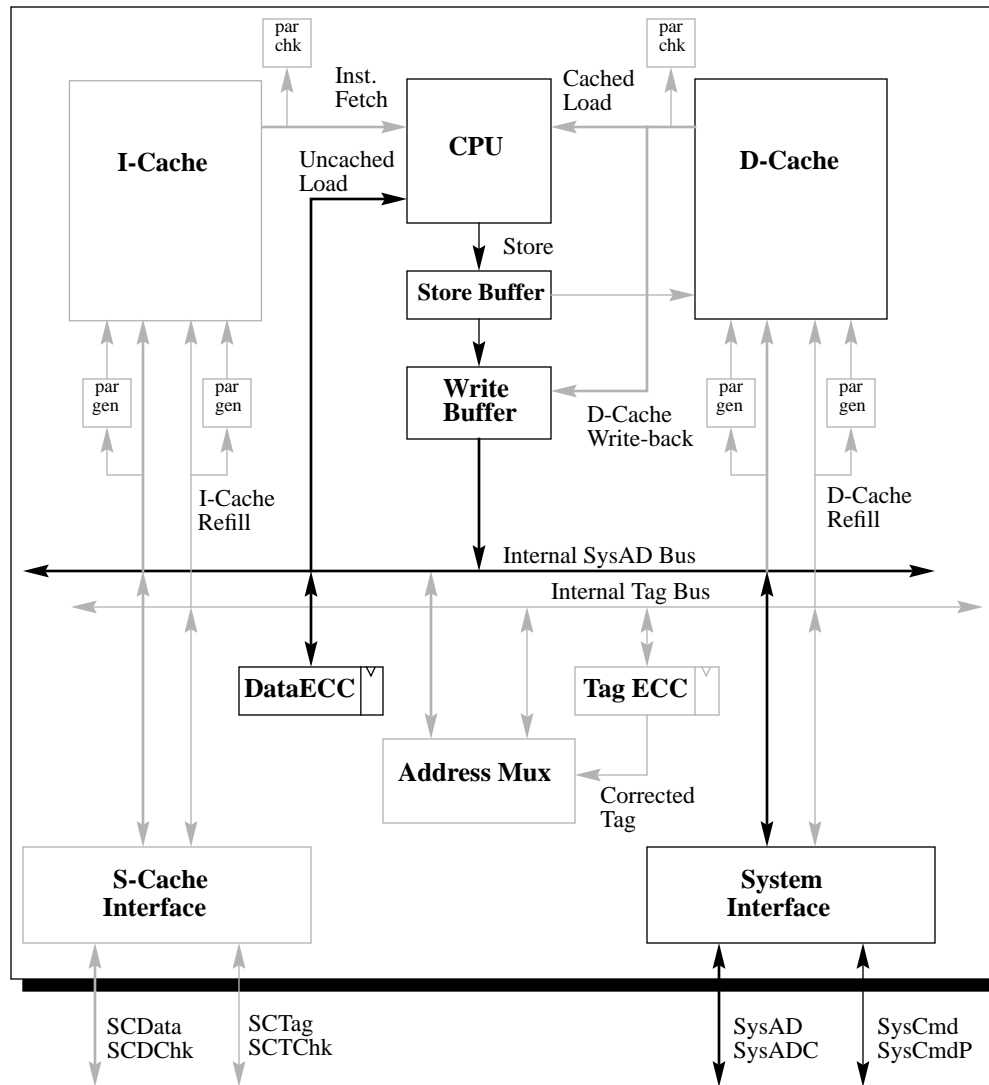 par
chk
par
chk
Inst.
Fetch
Cached
Load
I-Cache
CPU
D-Cache
Uncached
Load
Store
Store Buffer
par
gen
par
gen
Write
Buffer
par
gen
par
gen
D-Cache
Write-back
I-Cache
Refill
D-Cache
Refill
Internal SysAD Bus
Internal Tag Bus
DataECC
Tag ECC
Address Mux
Corrected
Tag
S-Cache
Interface
System
Interface
SCData
SCDChk
SCTag
SCTChk
SysAD
SysADC
SysCmd
SysCmdP